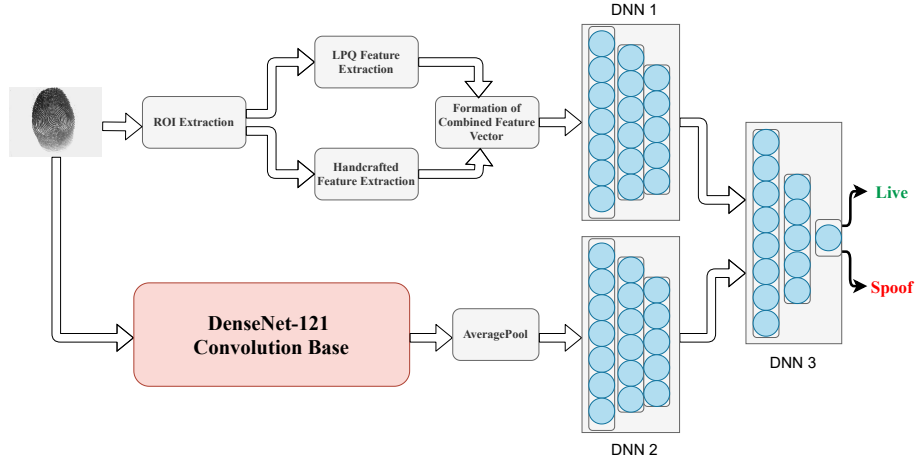 DNN 1
LPQ Feature
Extraction
ROI Extraction
Formation of
Combined Feature
Vector
Handcrafted
Feature Extraction
Live
Spoof
DenseNet-121
Convolution Base
AveragePool
DNN 3
DNN 2